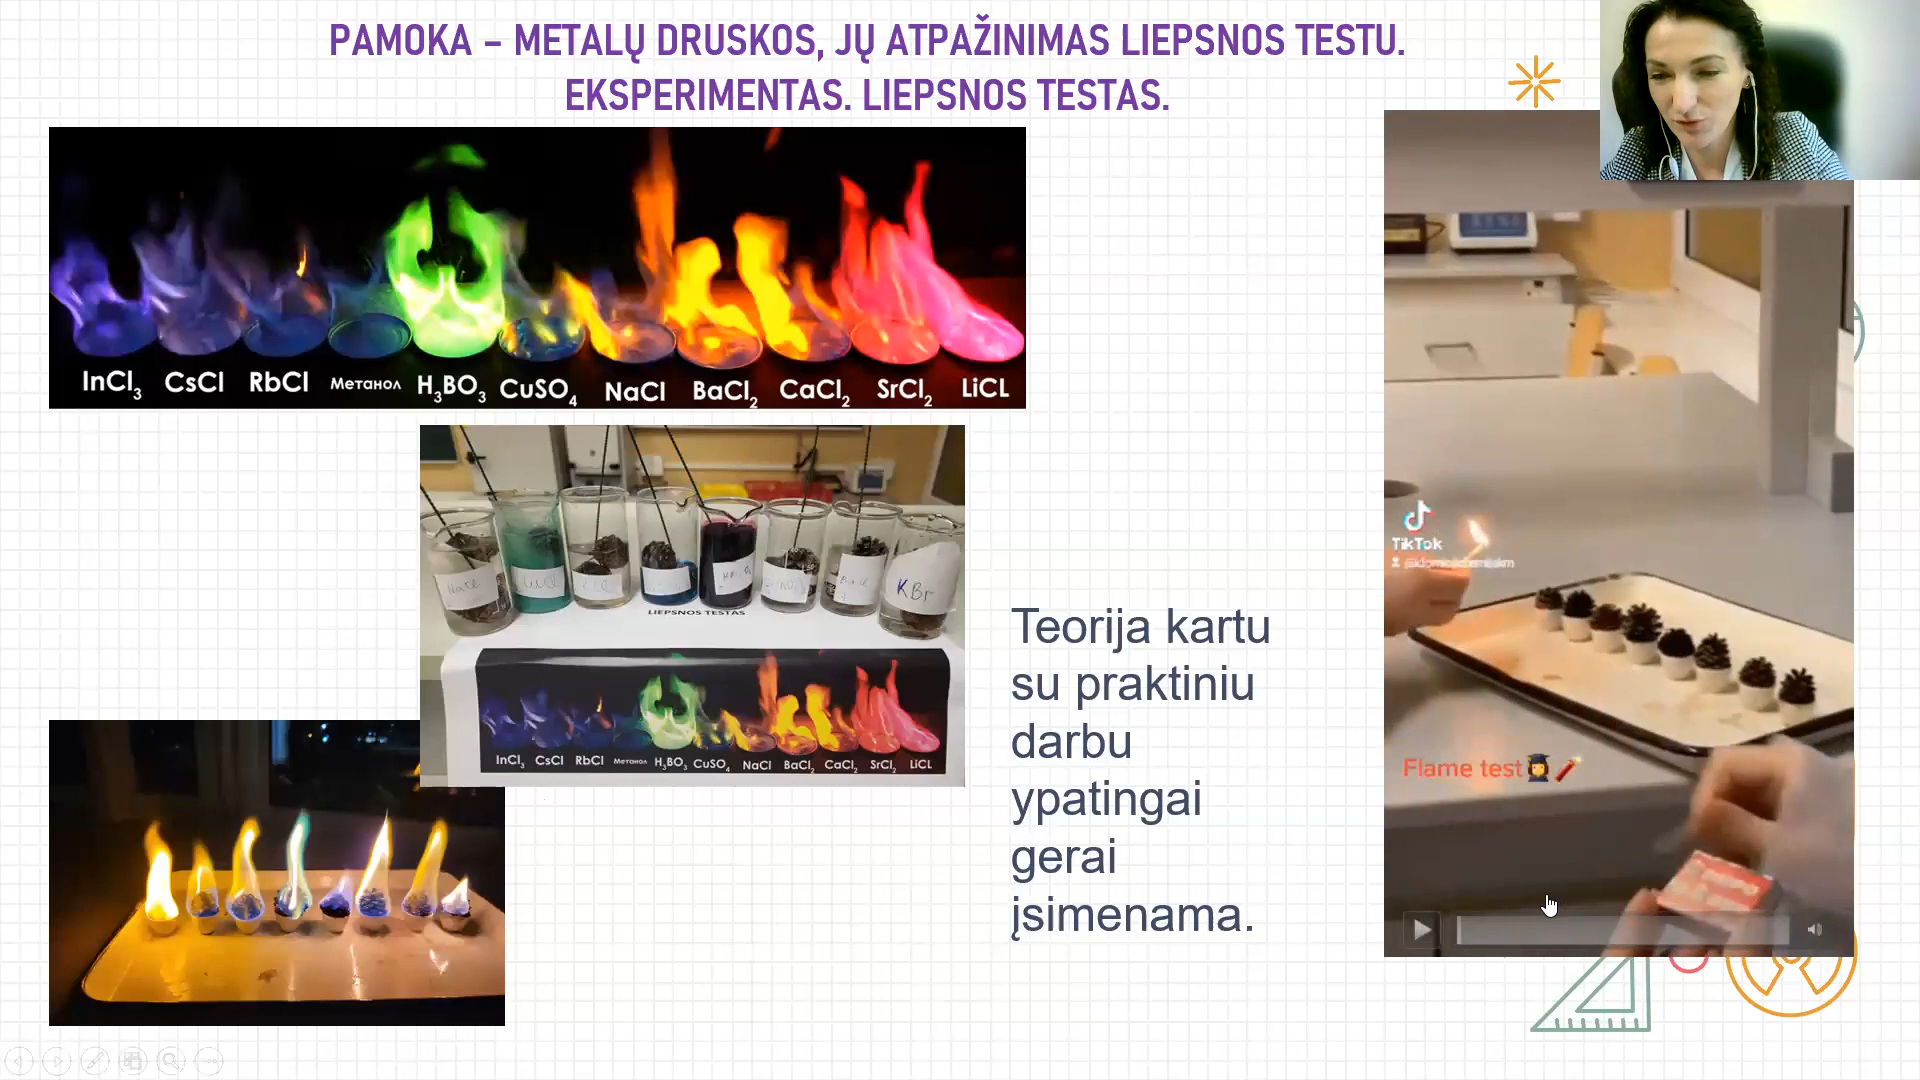 PAMOKA – METALŲ DRUSKOS, JŲ ATPAŽINIMAS LIEPSNOS TESTU.
EKSPERIMENTAS. LIEPSNOS TESTAS.
InCl3 CsCl RbCl Метанол H3BO3 CuSO4 NaCl BaCl2 CaCl2 SrCl2 LiCL
KBr
LIEPSNOS TESTAS
InCl3 CsCl RbCl Метанол H3BO3 CuSO4 NaCl BaCl2 CaCl2 SrCl2 LiCL
Teorija kartu
su praktiniu
darbu
ypatingai
gerai
įsimenama.
TikTok
Flame test